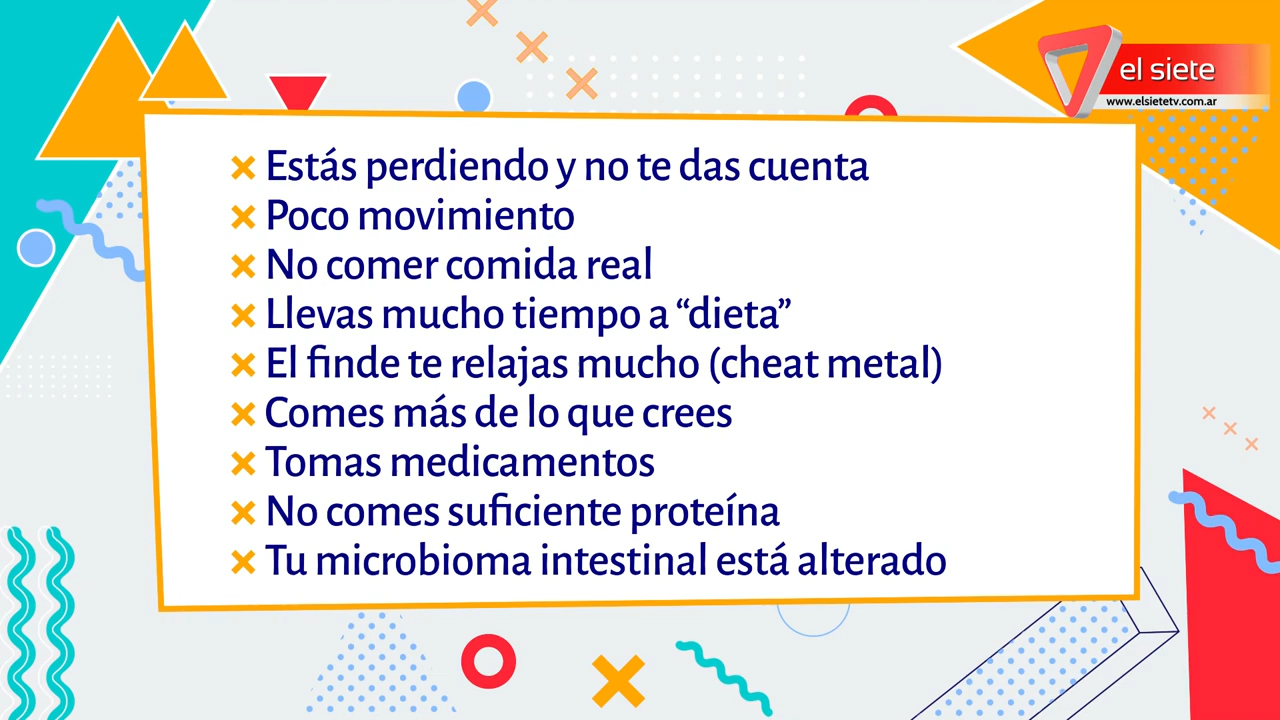 el siete
www.elsietetv.com.ar
Estás perdiendo y no te das cuenta
Poco movimiento
No comer comida real
Llevas mucho tiempo a “dieta”
El finde te relajas mucho (cheat metal)
Comes más de lo que crees
Tomas medicamentos
No comes suficiente proteína
Tu microbioma intestinal está alterado